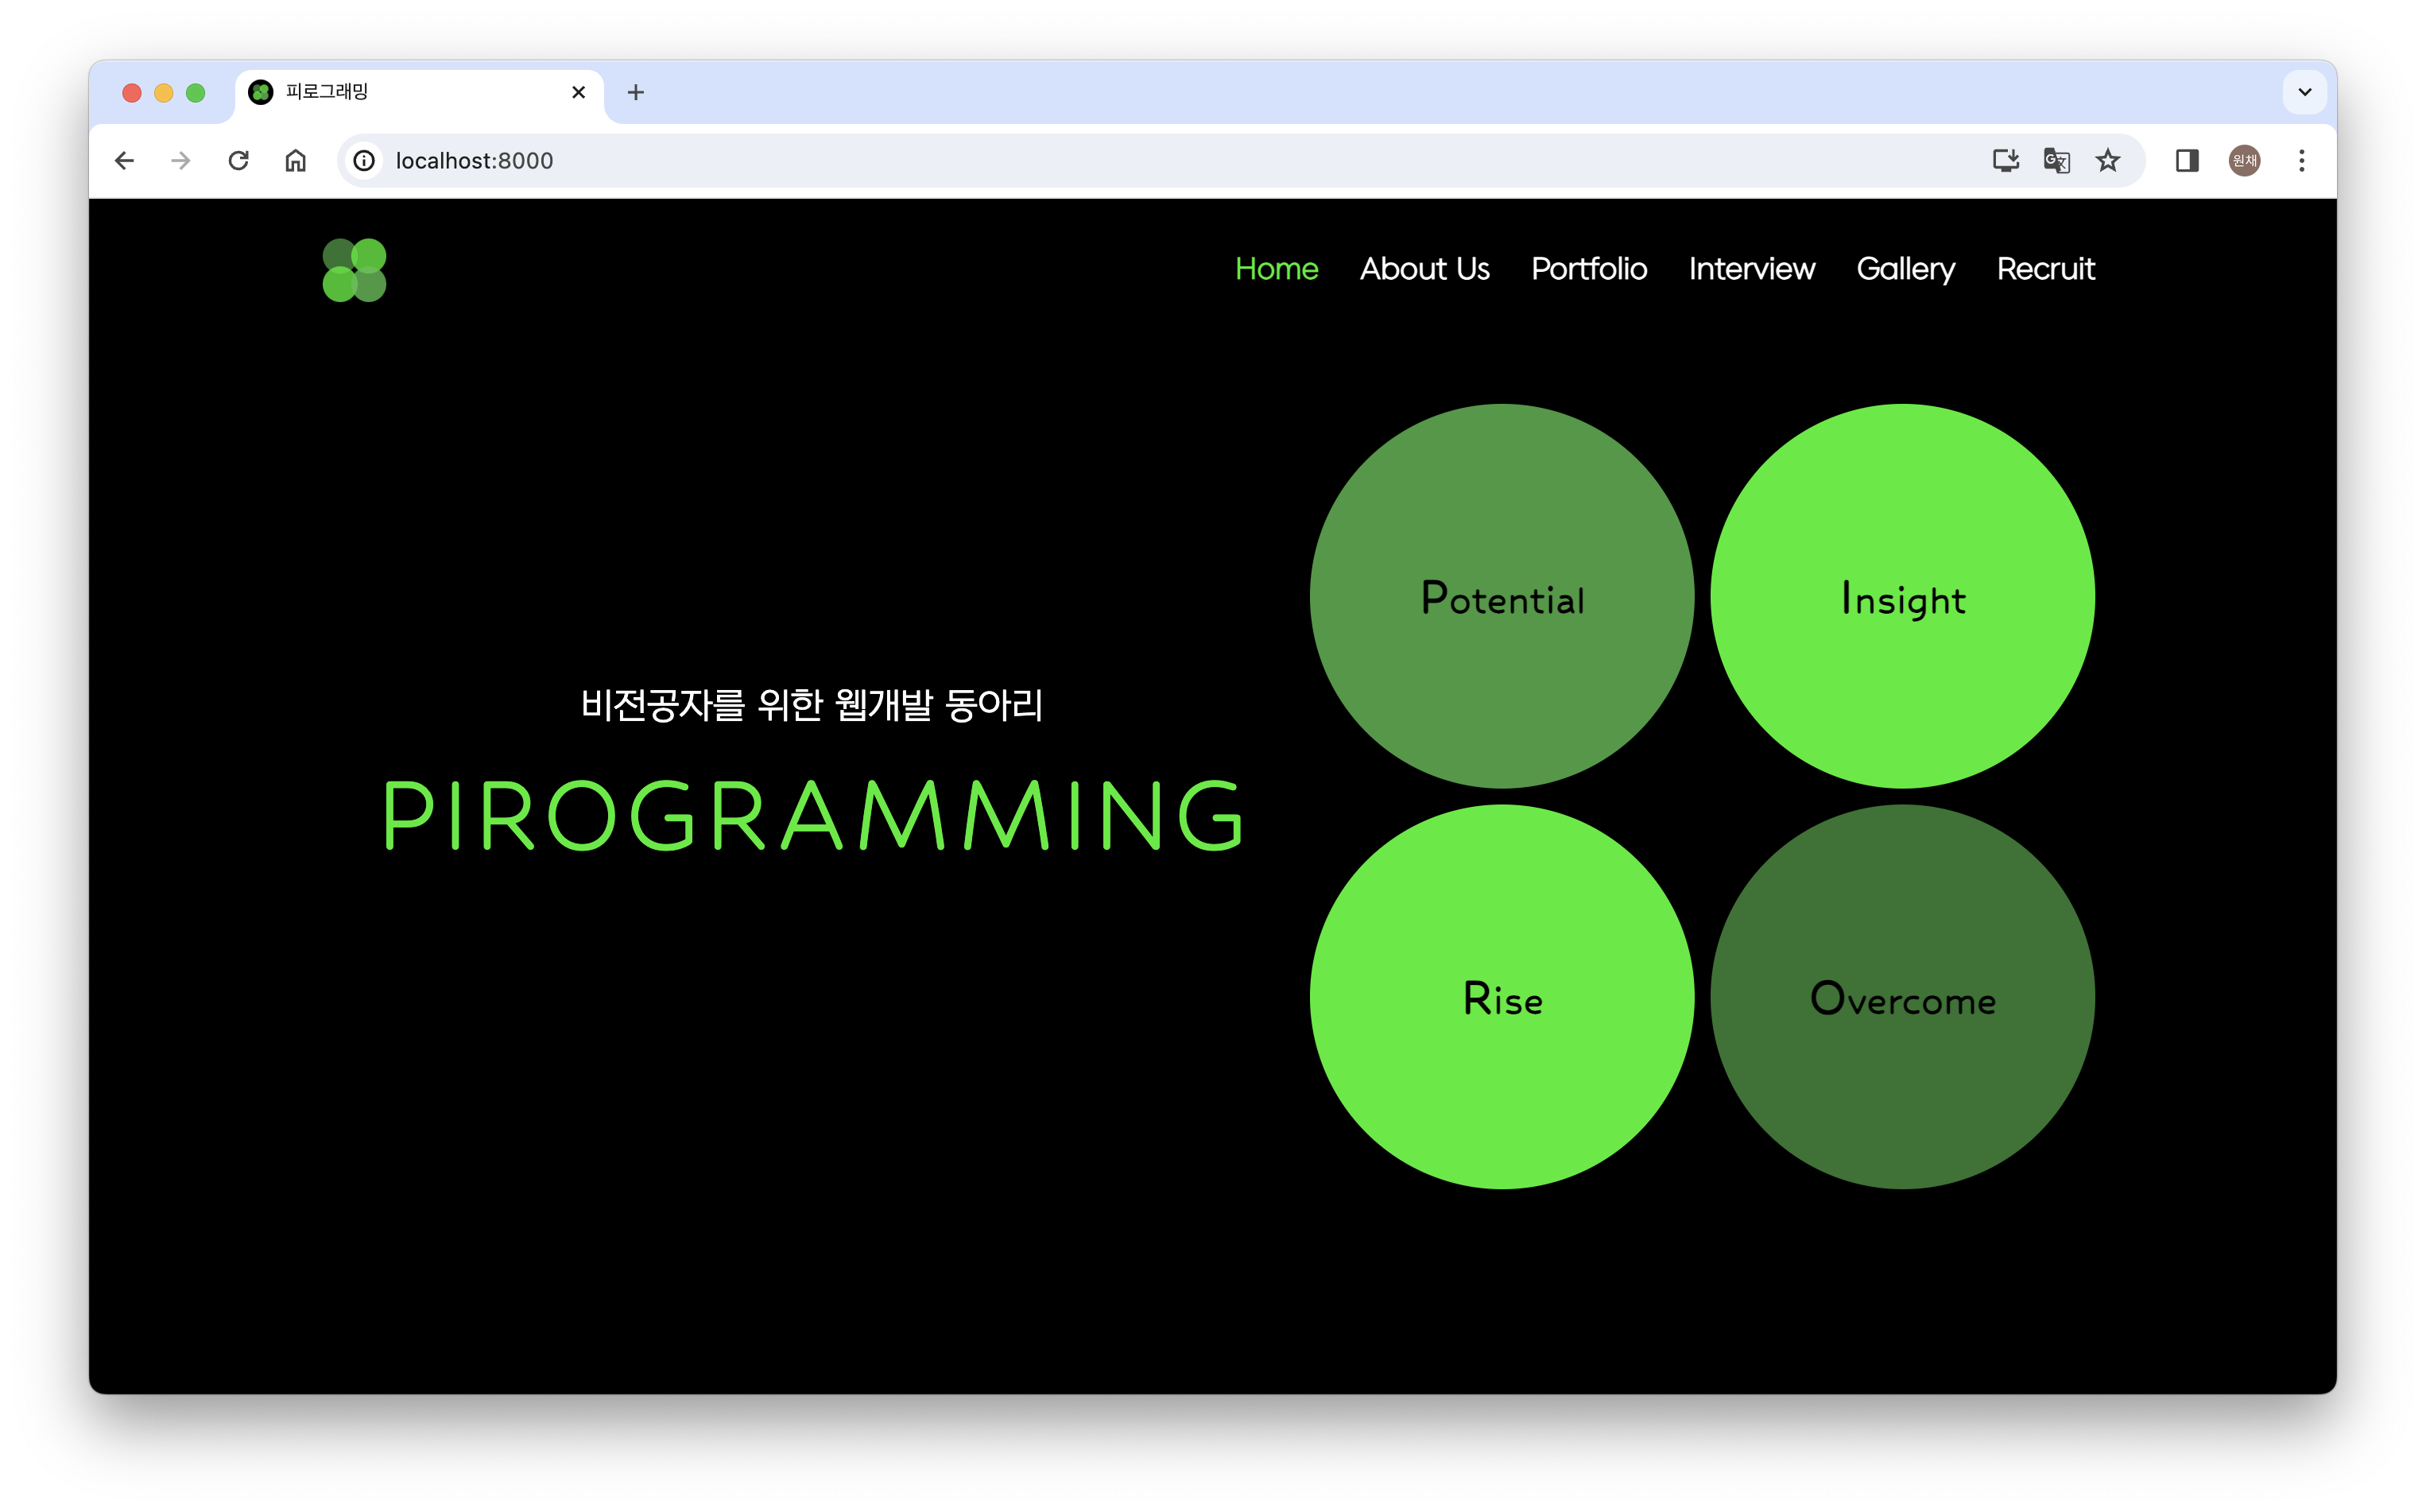 피로그래밍
localhost:8000
원채
Home About Us Portfolio Interview Gallery Recruit
Potential Insight
비전공자를 위한 웹개발 동아리
PIROGRAMMING
Rise Overcome